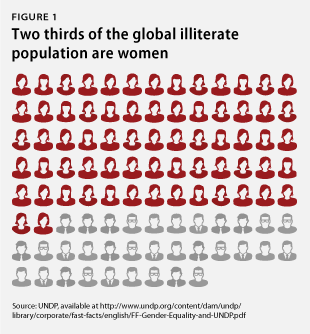 FIGURE 1
Two thirds of the global illiterate
population are women
Source: UNDP, available at http://www.undp.org/content/dam/undp/
library/corporate/fast-facts/english/FF-Gender-Equality-and-UNDP.pdf